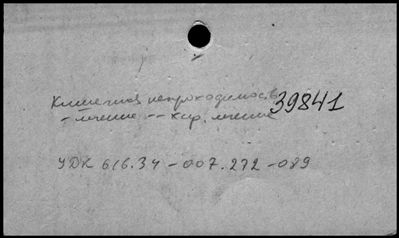 Кишечная непроходимость 39841
- лечение -- хир. лечение
УДК 616.34-007.272-089